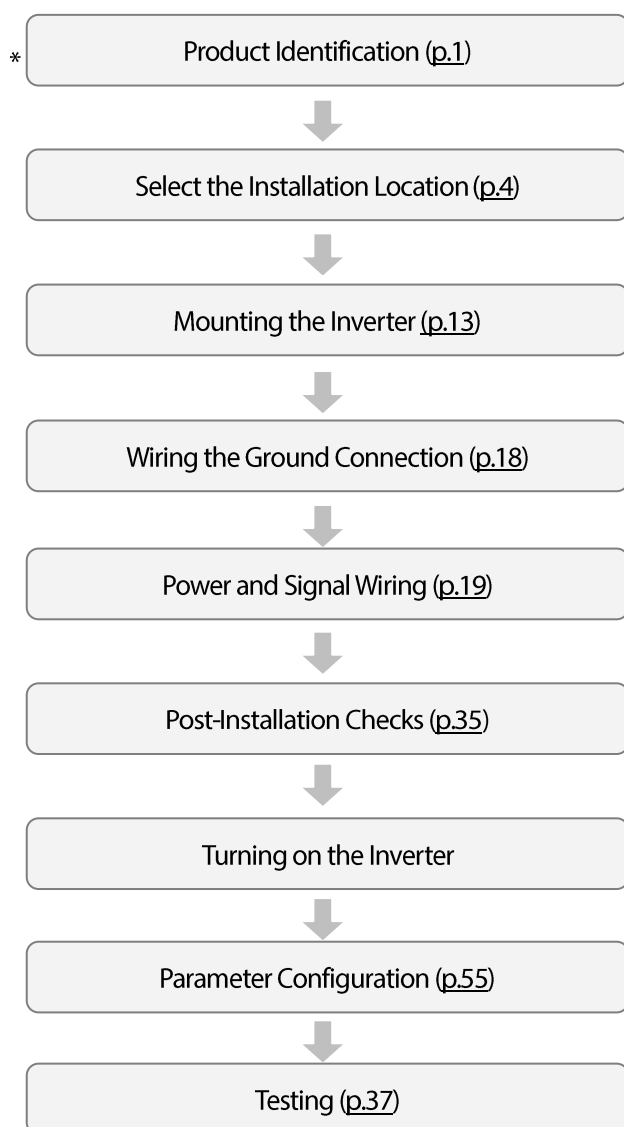 * Product Identification (p.1)
Select the Installation Location (p.4)
Mounting the Inverter (p.13)
Wiring the Ground Connection (p.18)
Power and Signal Wiring (p.19)
Post-Installation Checks (p.35)
Turning on the Inverter
Parameter Configuration (p.55)
Testing (p.37)